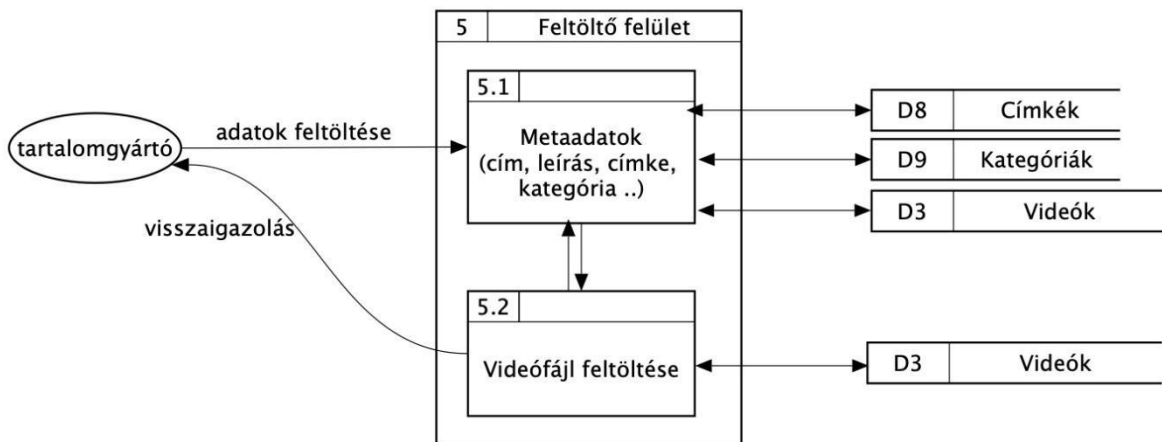 5 Feltöltő felület
5.1
D8 Címkék
adatok feltöltése
Metaadatok
tartalomgyártó
(cím, leírás, címke,
D9 Kategóriák
kategória ..)
D3 Videók
visszaigazolás
5.2
Videófájl feltöltése
D3 Videók